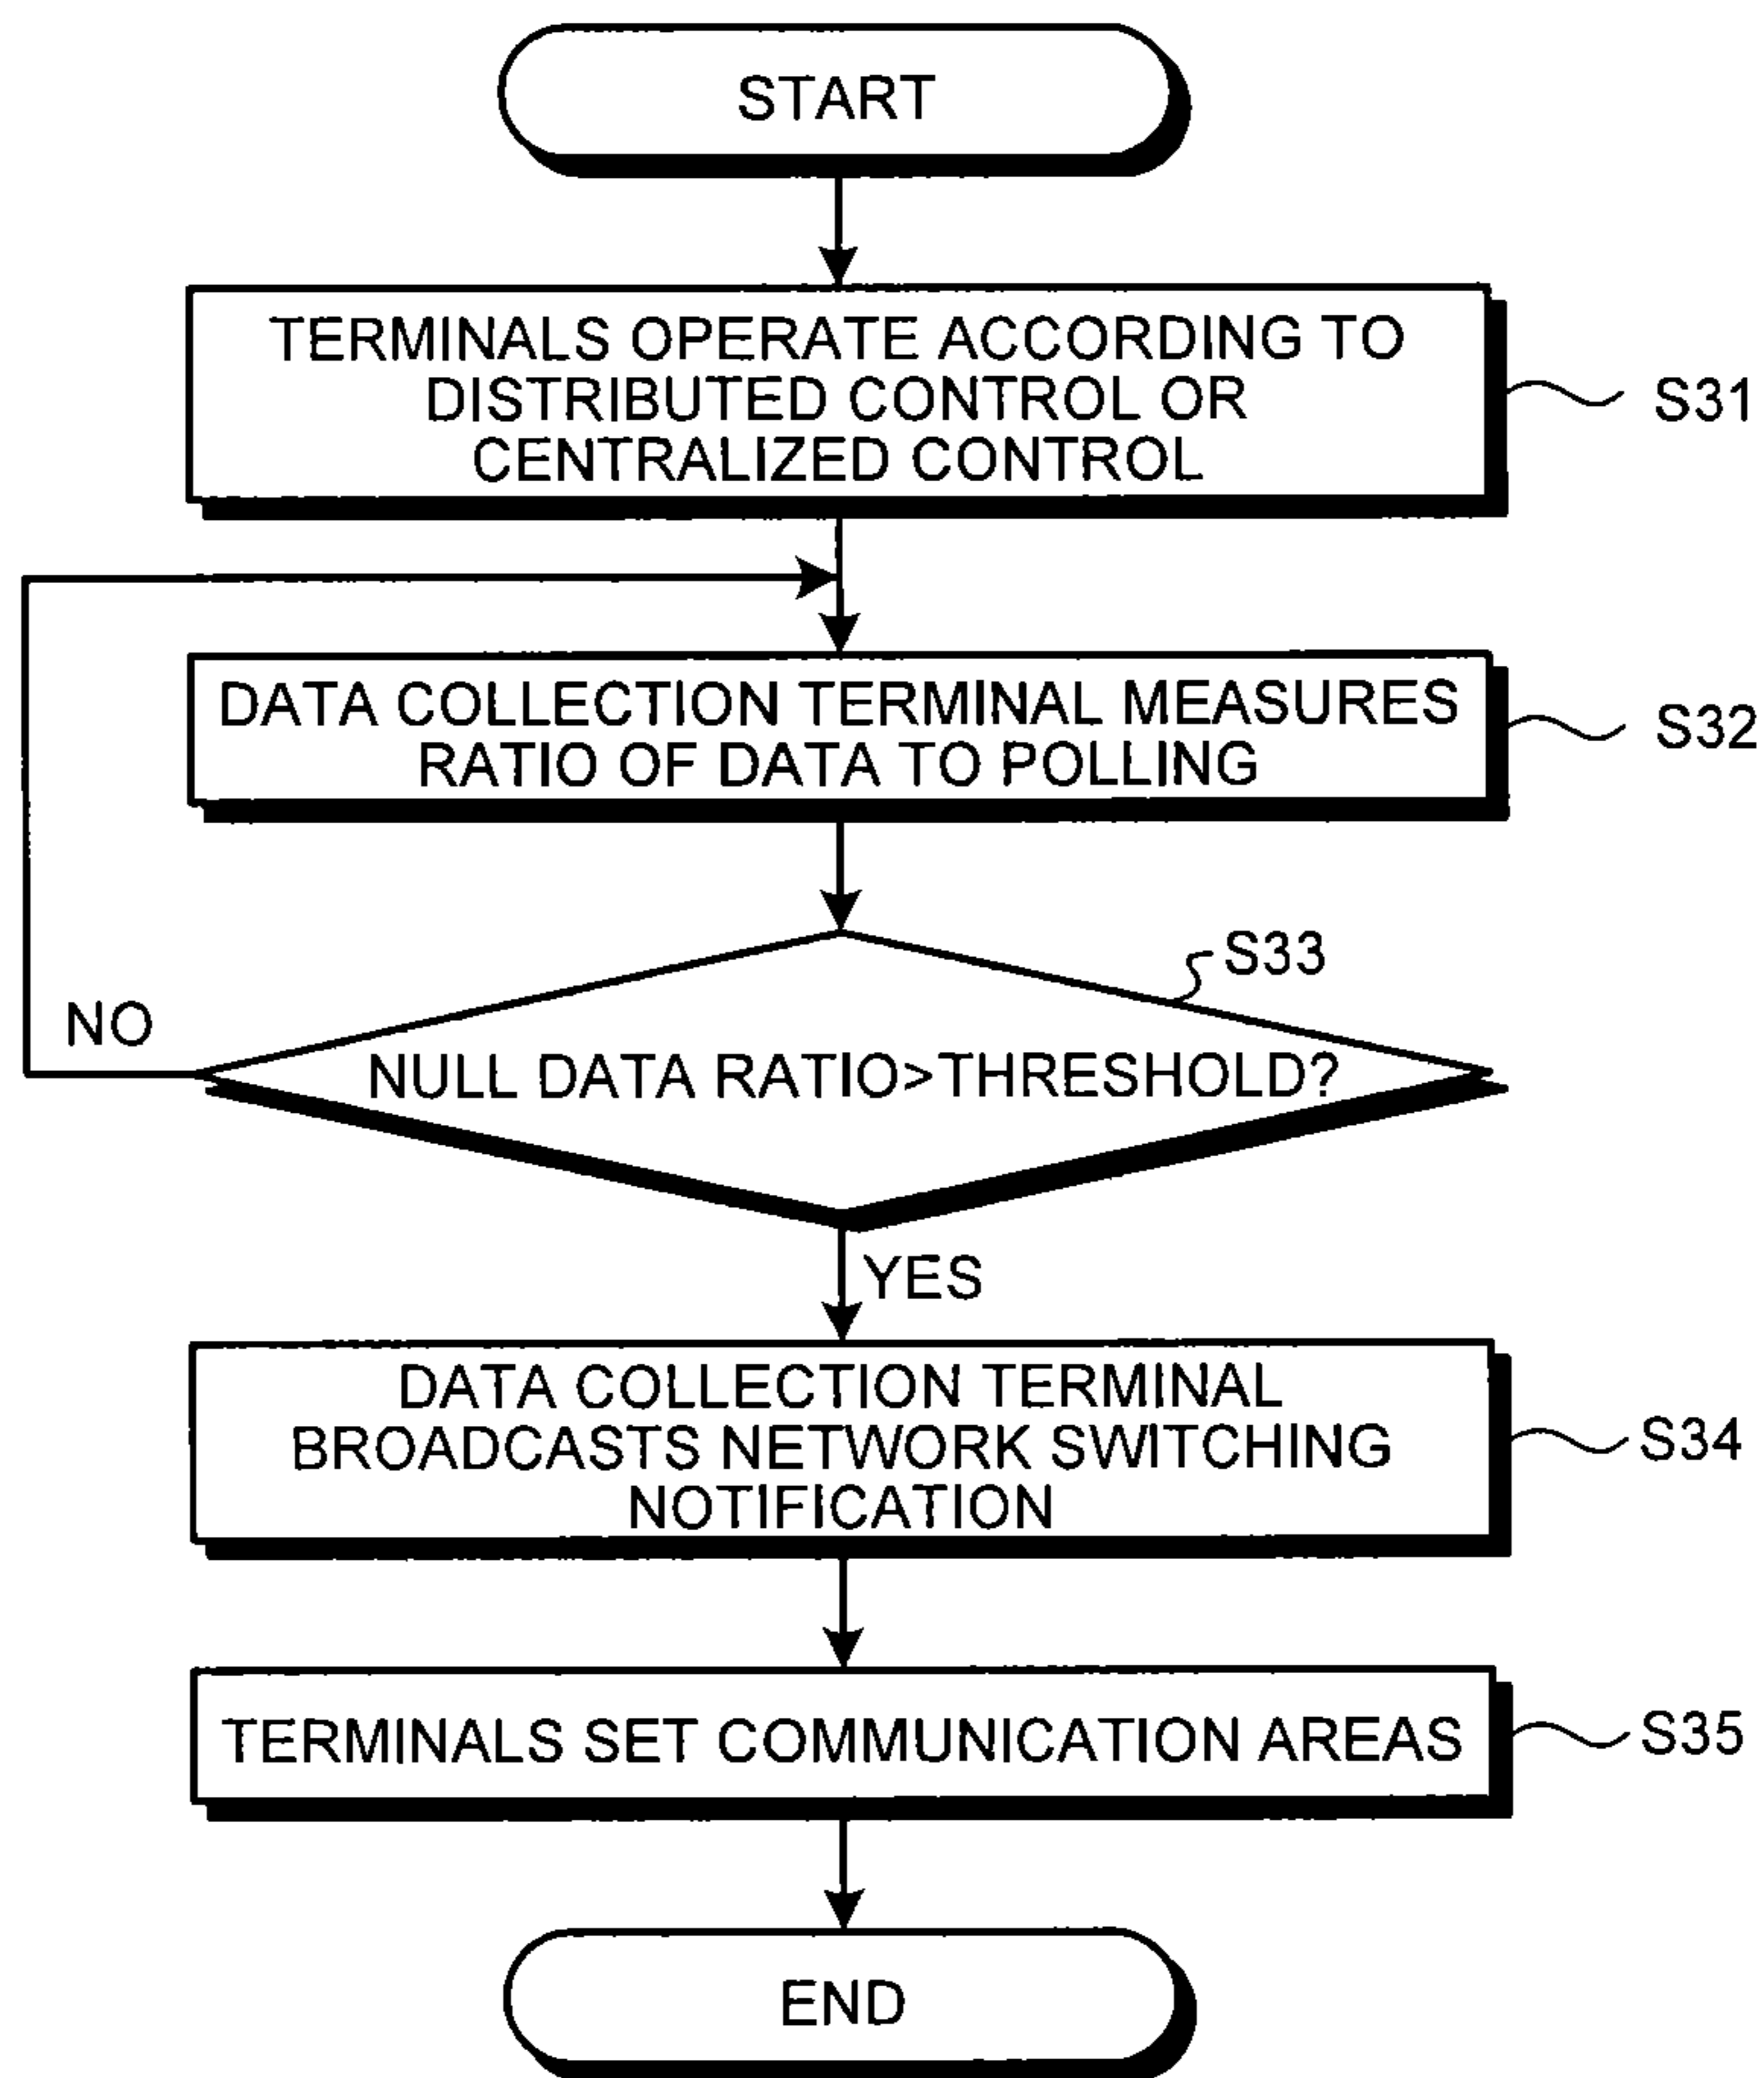 START
TERMINALS OPERATE ACCORDING TO
DISTRIBUTED CONTROL OR
CENTRALIZED CONTROL
S31
DATA COLLECTION TERMINAL MEASURES
RATIO OF DATA TO POLLING
S32
S33
NO
NULL DATA RATIO>THRESHOLD?
YES
DATA COLLECTION TERMINAL
BROADCASTS NETWORK SWITCHING
NOTIFICATION
S34
TERMINALS SET COMMUNICATION AREAS
S35
END